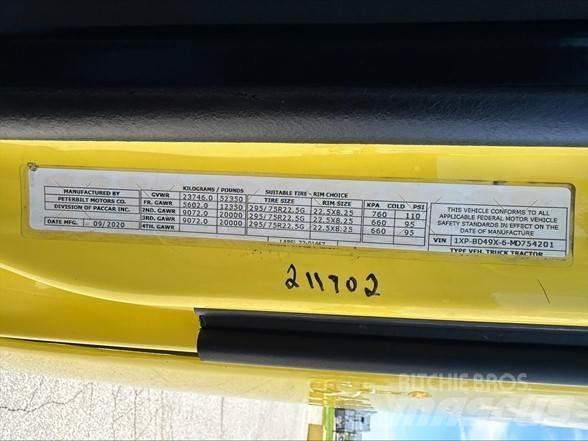 MANUFACTURED BY
PETERBILT MOTORS CO.
DIVISION OF PACCAR INC.
DATE MFG. 09/2020
KILOGRAMS / POUNDS SUITABLE TIRE - RIM CHOICE
GVWR 23746.0 52350 TIRE SIZE RIM SIZE KPA COLD PSI
FR. GAWR 5602.0 12350 295/75R22.5G 22.5X8.25 760 110
2ND. GAWR 9072.0 20000 295/75R22.5G 22.5X8.25 660 95
3RD. GAWR 9072.0 20000 295/75R22.5G 22.5X8.25 660 95
4TH. GAWR
THIS VEHICLE CONFORMS TO ALL
APPLICABLE FEDERAL MOTOR VEHICLE
SAFETY STANDARDS IN EFFECT ON THE
DATE OF MANUFACTURE
VIN 1XP-BD49X-6-MD754201
TYPE VEH. TRUCK TRACTOR
211902
RITCHIE BROS.